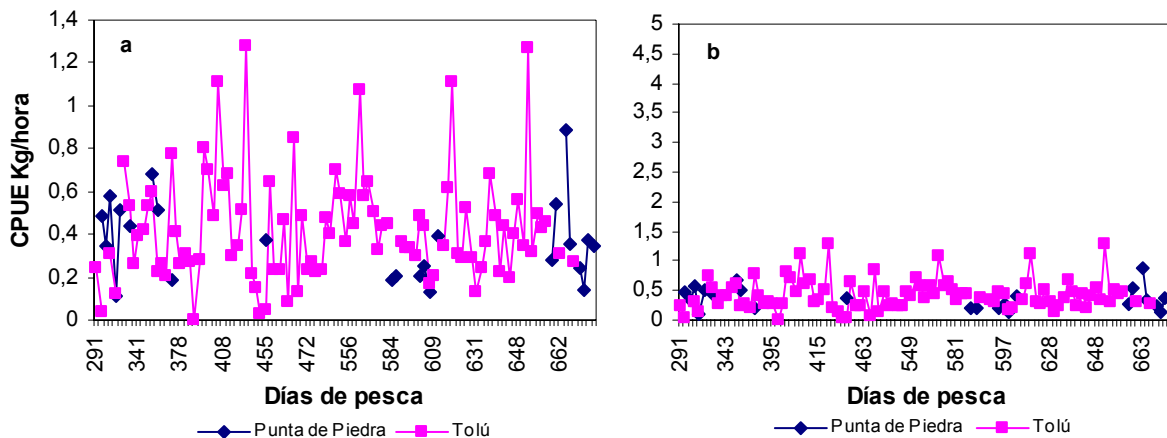 a
CPUE Kg/hora
1,4
1,2
1
0,8
0,6
0,4
0,2
0
291 341 378 408 455 472 556 584 609 631 648 662
Días de pesca
Punta de Piedra Tolú
b
5
4,5
4
3,5
3
2,5
2
1,5
1
0,5
0
291 343 395 415 463 549 581 597 628 648 663
Días de pesca
Punta de Piedra Tolú